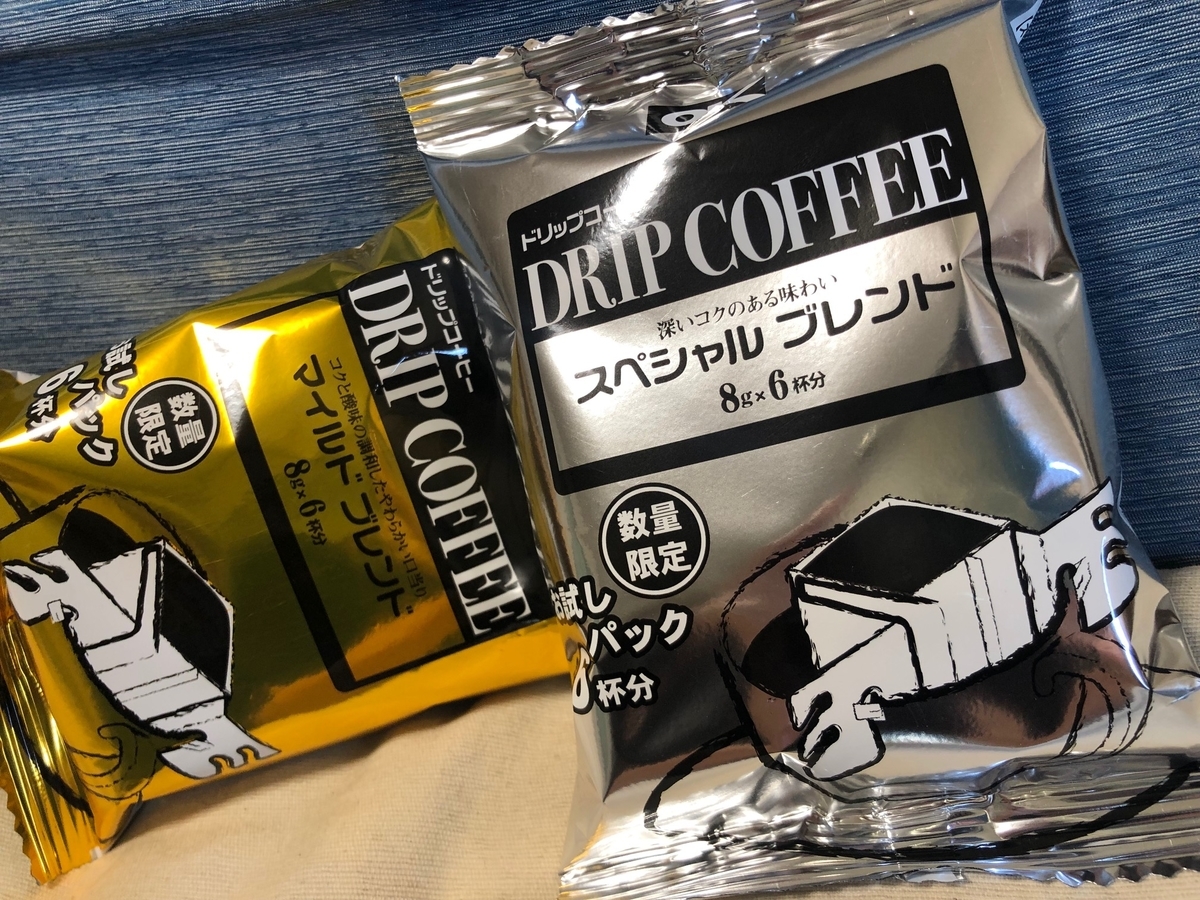 ドリップコーヒー
DRIP COFFEE
コクと酸味の調和したやわらかい口当り
マイルド ブレンド
8g×6杯分
数量
限定
お試し
パック
6杯分
ドリップコー
DRIP COFFEE
深いコクのある味わい
スペシャル ブレンド
8g×6杯分
数量
限定
お試し
パック
杯分